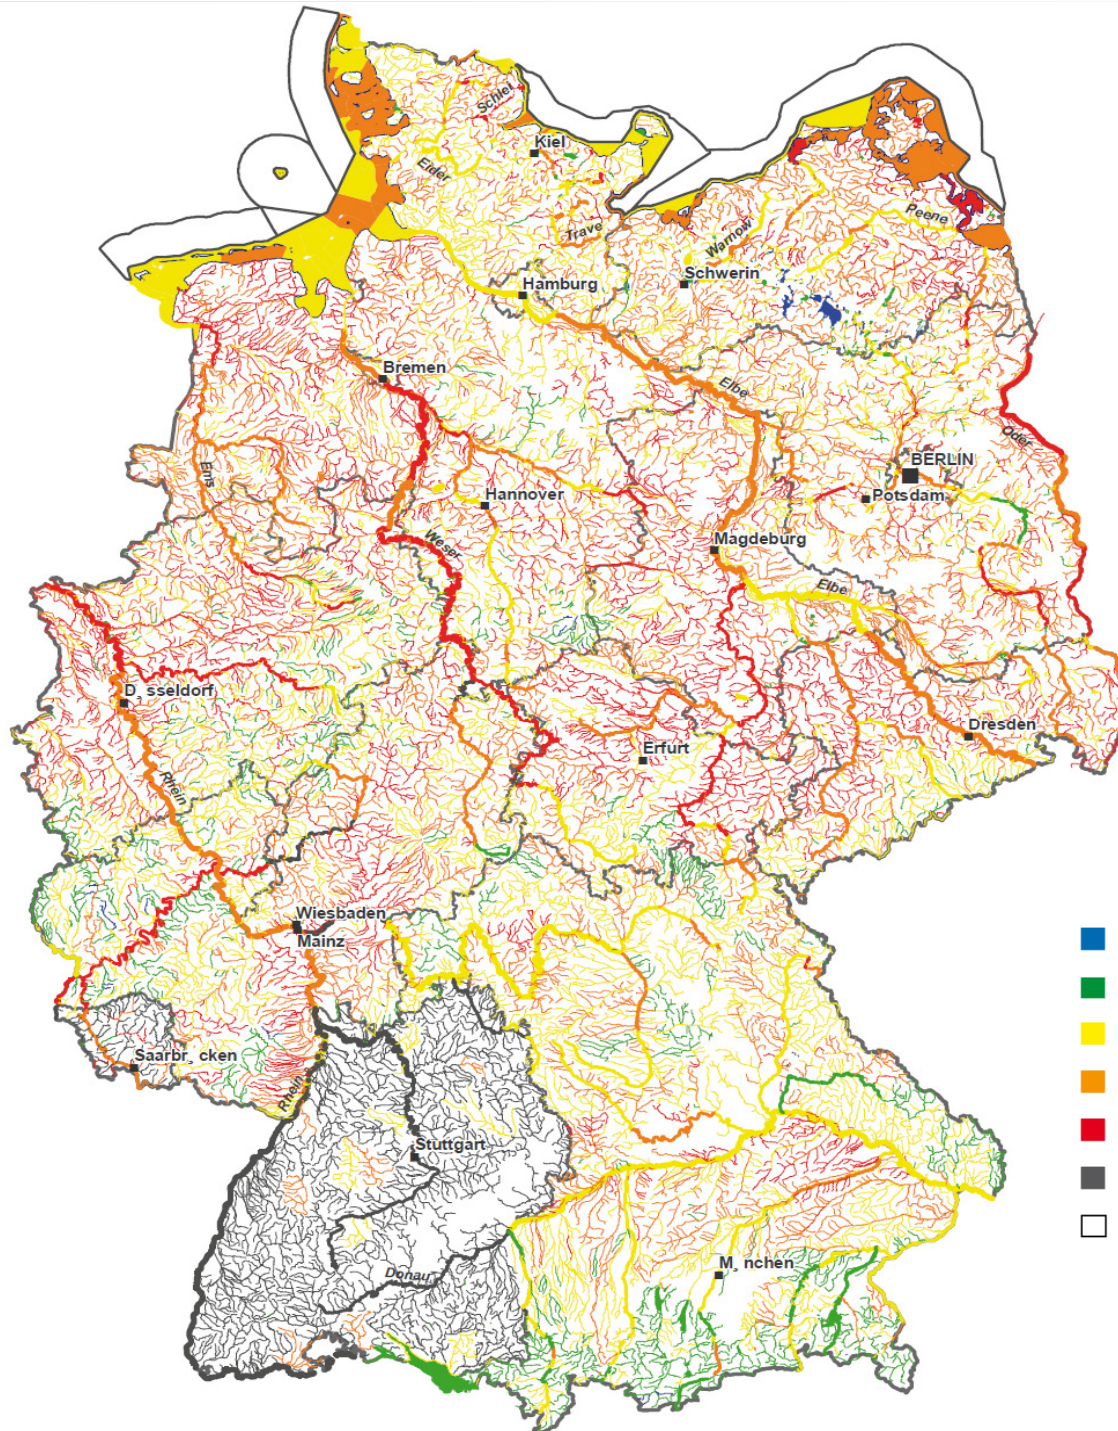 Schlei
Kiel
Eider
Trave
Warnow
Peene
Schwerin
Hamburg
Bremen
Elbe
Oder
Ems
BERLIN
Hannover
Potsdam
Weser
Magdeburg
Elbe
D¸sseldorf
Dresden
Erfurt
Rhein
Wiesbaden
Mainz
Saarbr¸cken
Rhein
Stuttgart
M¸nchen
Donau